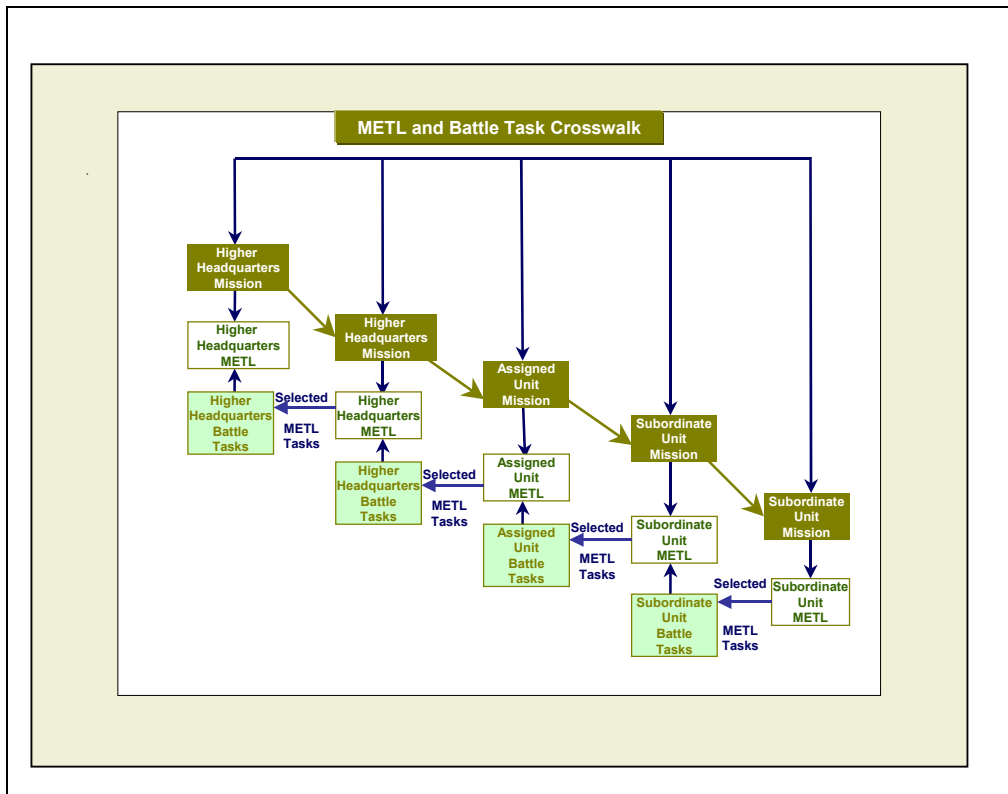 METL and Battle Task Crosswalk
Higher
Headquarters
Mission
Higher
Headquarters
METL
Higher
Headquarters
Battle
Tasks
Selected
METL
Tasks
Higher
Headquarters
Mission
Higher
Headquarters
METL
Higher
Headquarters
Battle
Tasks
Selected
METL
Tasks
Assigned
Unit
Mission
Assigned
Unit
METL
Assigned
Unit
Battle
Tasks
Selected
METL
Tasks
Subordinate
Unit
Mission
Subordinate
Unit
METL
Subordinate
Unit
Battle
Tasks
Selected
METL
Tasks
Subordinate
Unit
Mission
Subordinate
Unit
METL